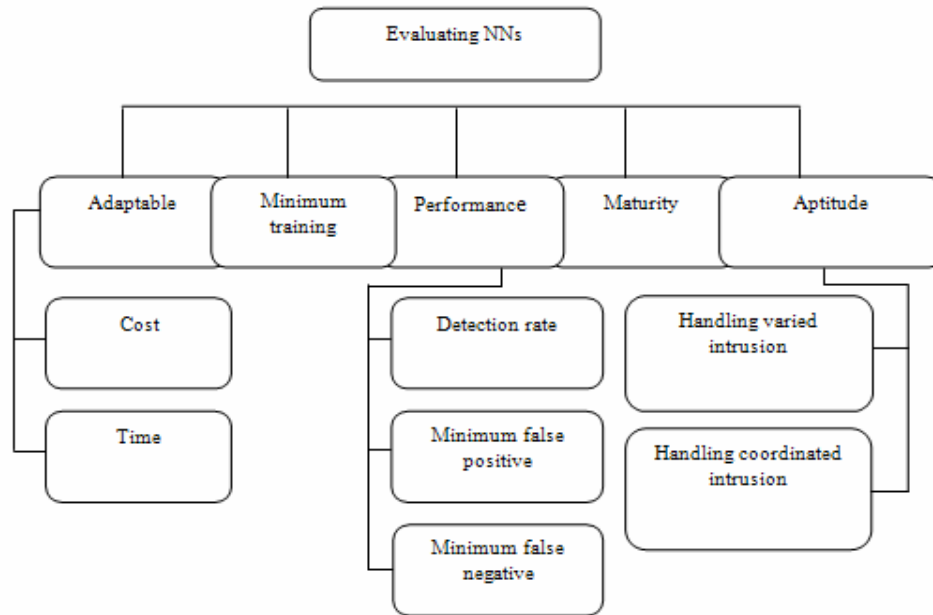 Evaluating NNs
Adaptable
Minimum
training
Performance
Maturity
Aptitude
Cost
Time
Detection rate
Minimum false
positive
Minimum false
negative
Handling varied
intrusion
Handling coordinated
intrusion